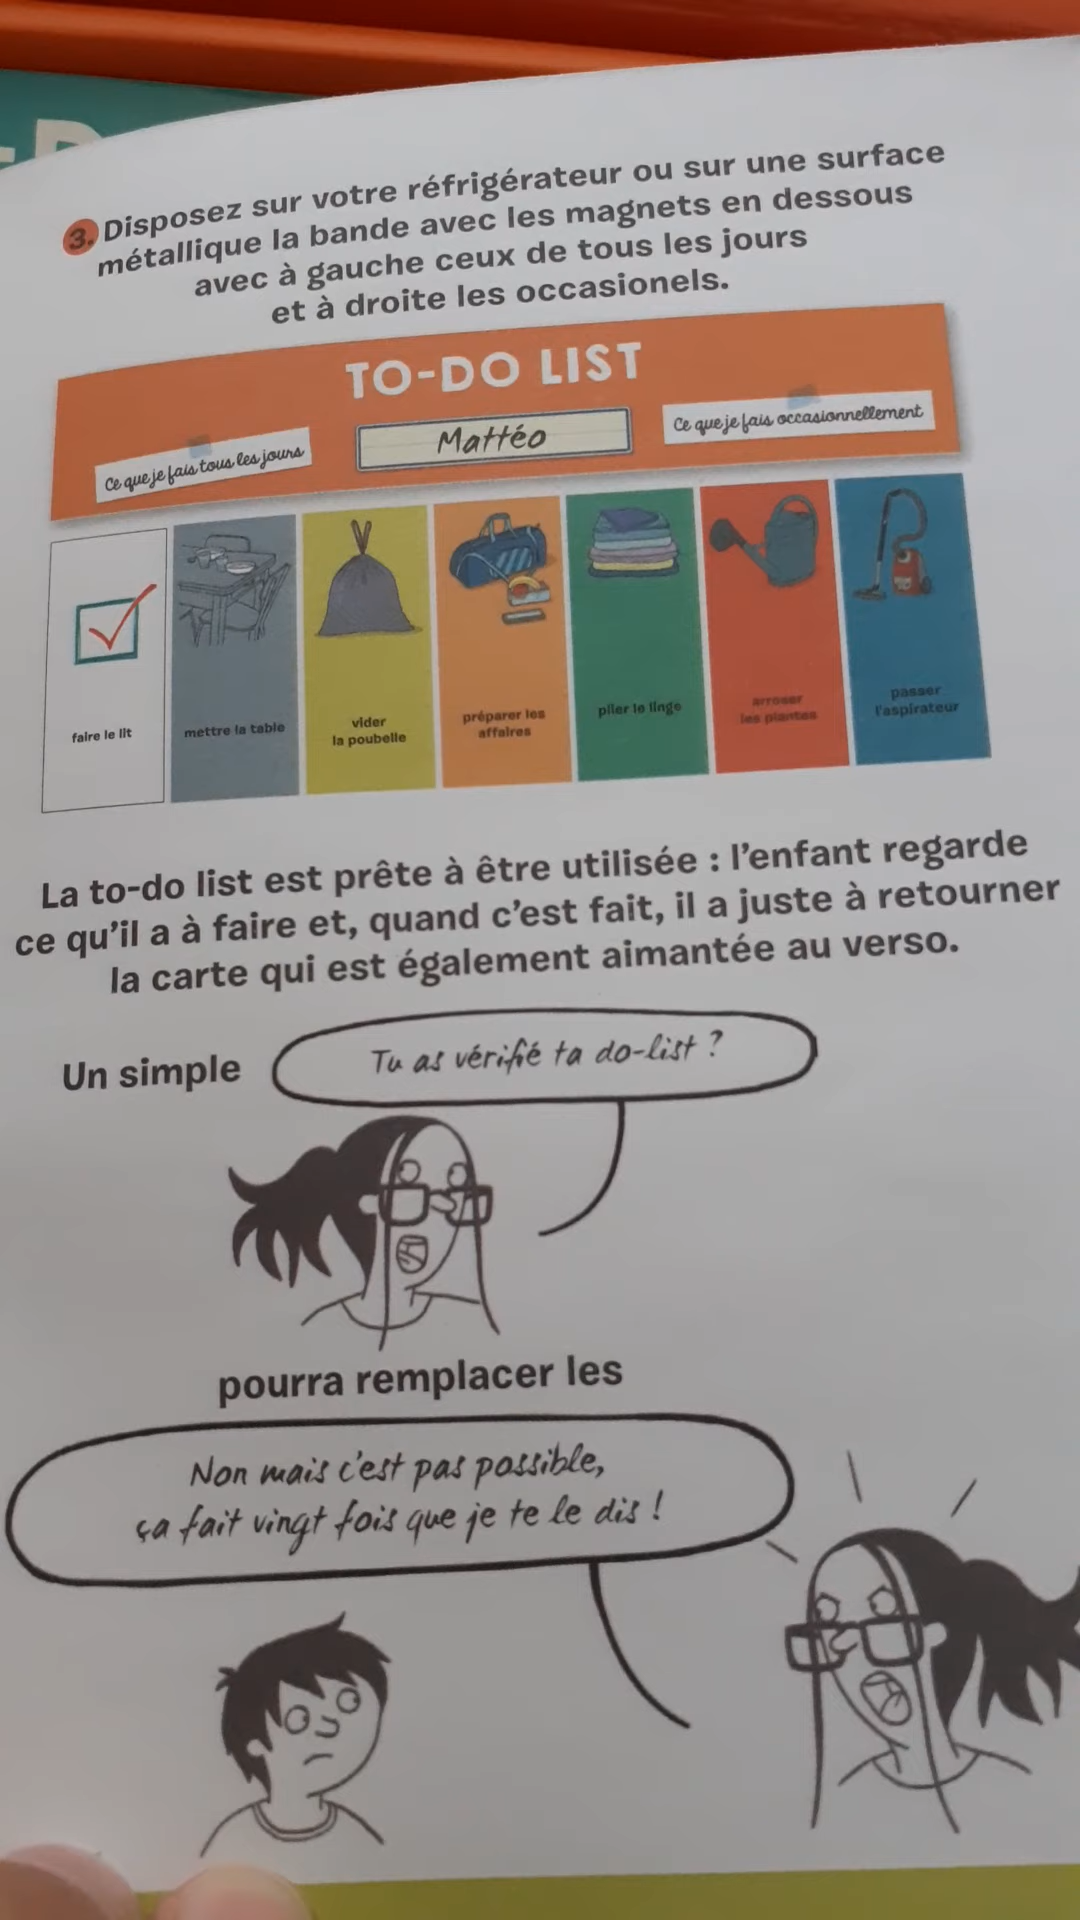 3. Disposez sur votre réfrigérateur ou sur une surface
métallique la bande avec les magnets en dessous
avec à gauche ceux de tous les jours
et à droite les occasionels.
TO-DO LIST
Ce que je fais tous les jours
Mattéo
Ce que je fais occasionnellement
faire le lit
mettre la table
vider
la poubelle
préparer les
affaires
plier le linge
arroser
les plantes
passer
l'aspirateur
La to-do list est prête à être utilisée : l'enfant regarde
ce qu'il a à faire et, quand c'est fait, il a juste à retourner
la carte qui est également aimantée au verso.
Un simple
Tu as vérifié ta do-list ?
pourra remplacer les
Non mais c'est pas possible,
ça fait vingt fois que je te le dis !